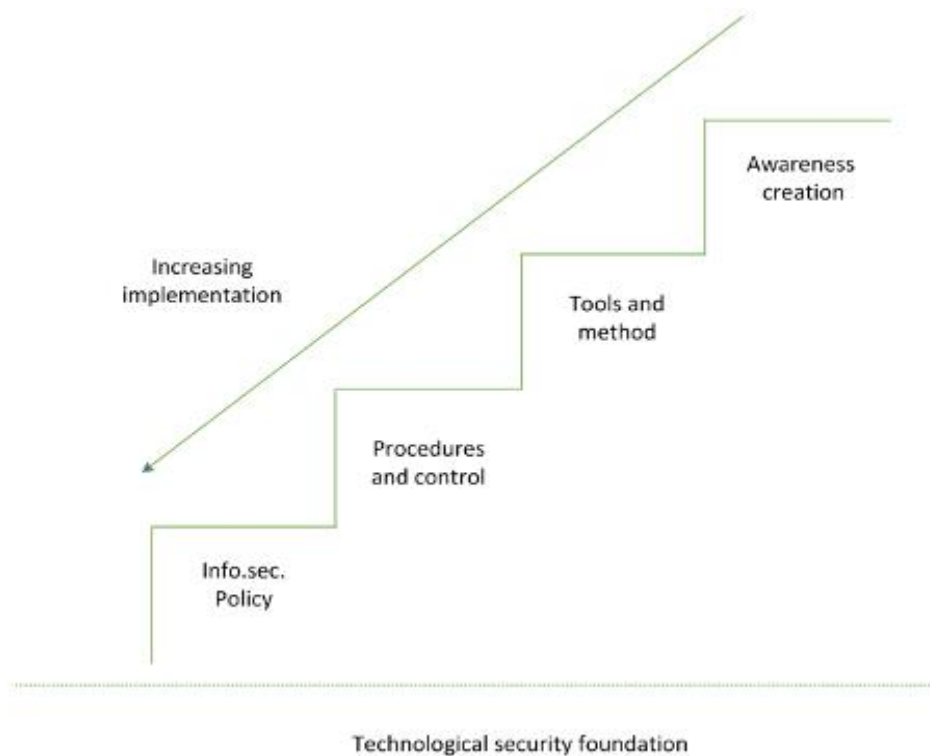 Awareness
creation
Increasing
implementation
Tools and
method
Procedures
and control
Info.sec.
Policy
Technological security foundation